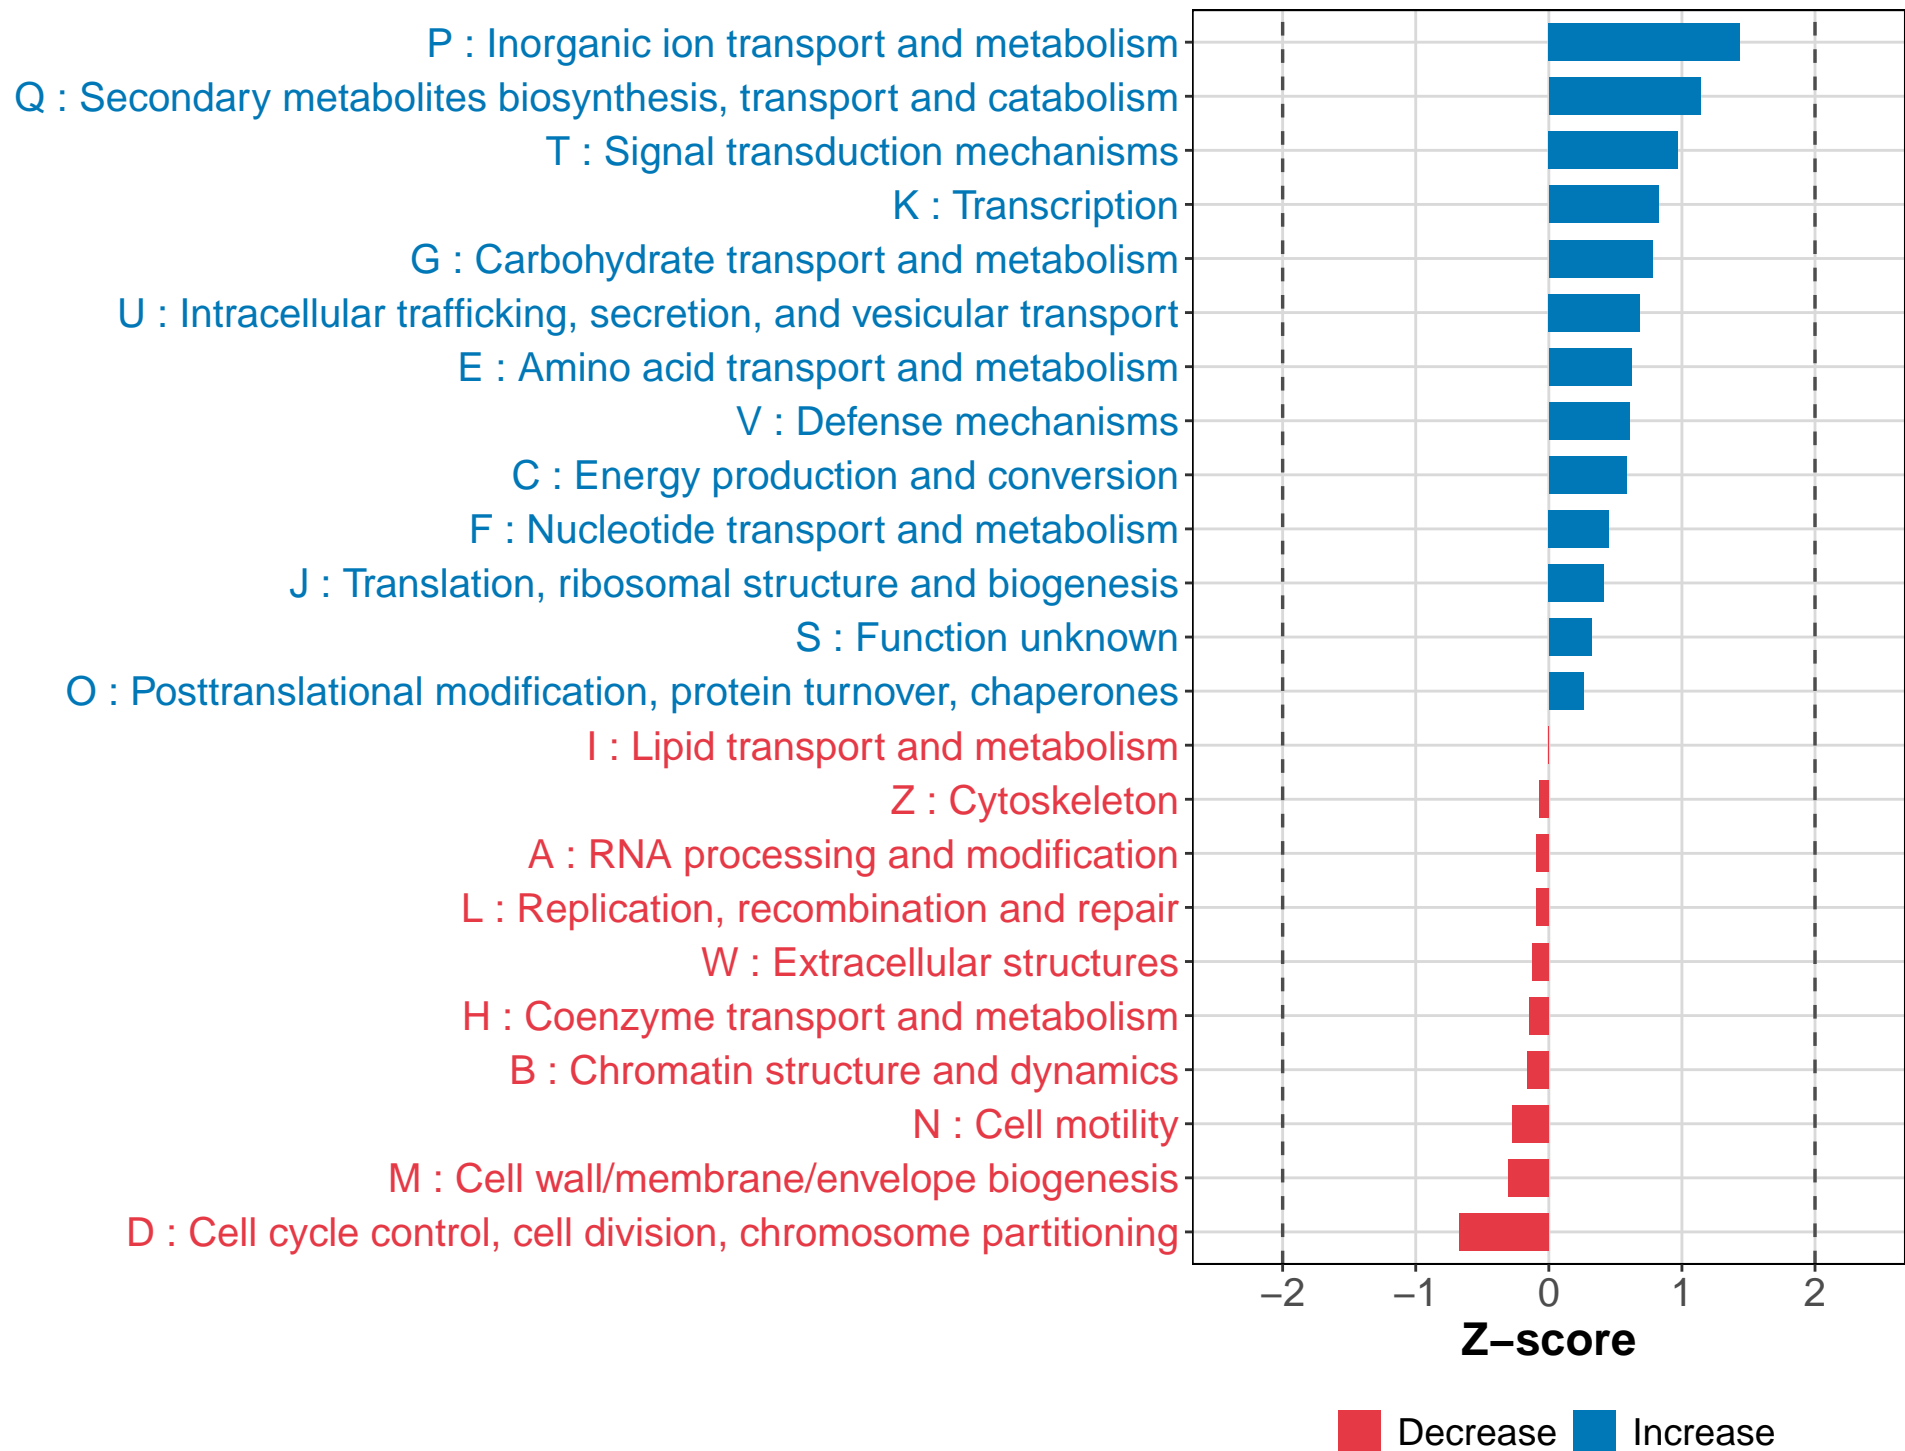 P : Inorganic ion transport and metabolism
Q : Secondary metabolites biosynthesis, transport and catabolism
T : Signal transduction mechanisms
K : Transcription
G : Carbohydrate transport and metabolism
U : Intracellular trafficking, secretion, and vesicular transport
E : Amino acid transport and metabolism
V : Defense mechanisms
C : Energy production and conversion
F : Nucleotide transport and metabolism
J : Translation, ribosomal structure and biogenesis
S : Function unknown
O : Posttranslational modification, protein turnover, chaperones
I : Lipid transport and metabolism
Z : Cytoskeleton
A : RNA processing and modification
L : Replication, recombination and repair
W : Extracellular structures
H : Coenzyme transport and metabolism
B : Chromatin structure and dynamics
N : Cell motility
M : Cell wall/membrane/envelope biogenesis
D : Cell cycle control, cell division, chromosome partitioning
−2 −1 0 1 2
Z−score
Decrease Increase